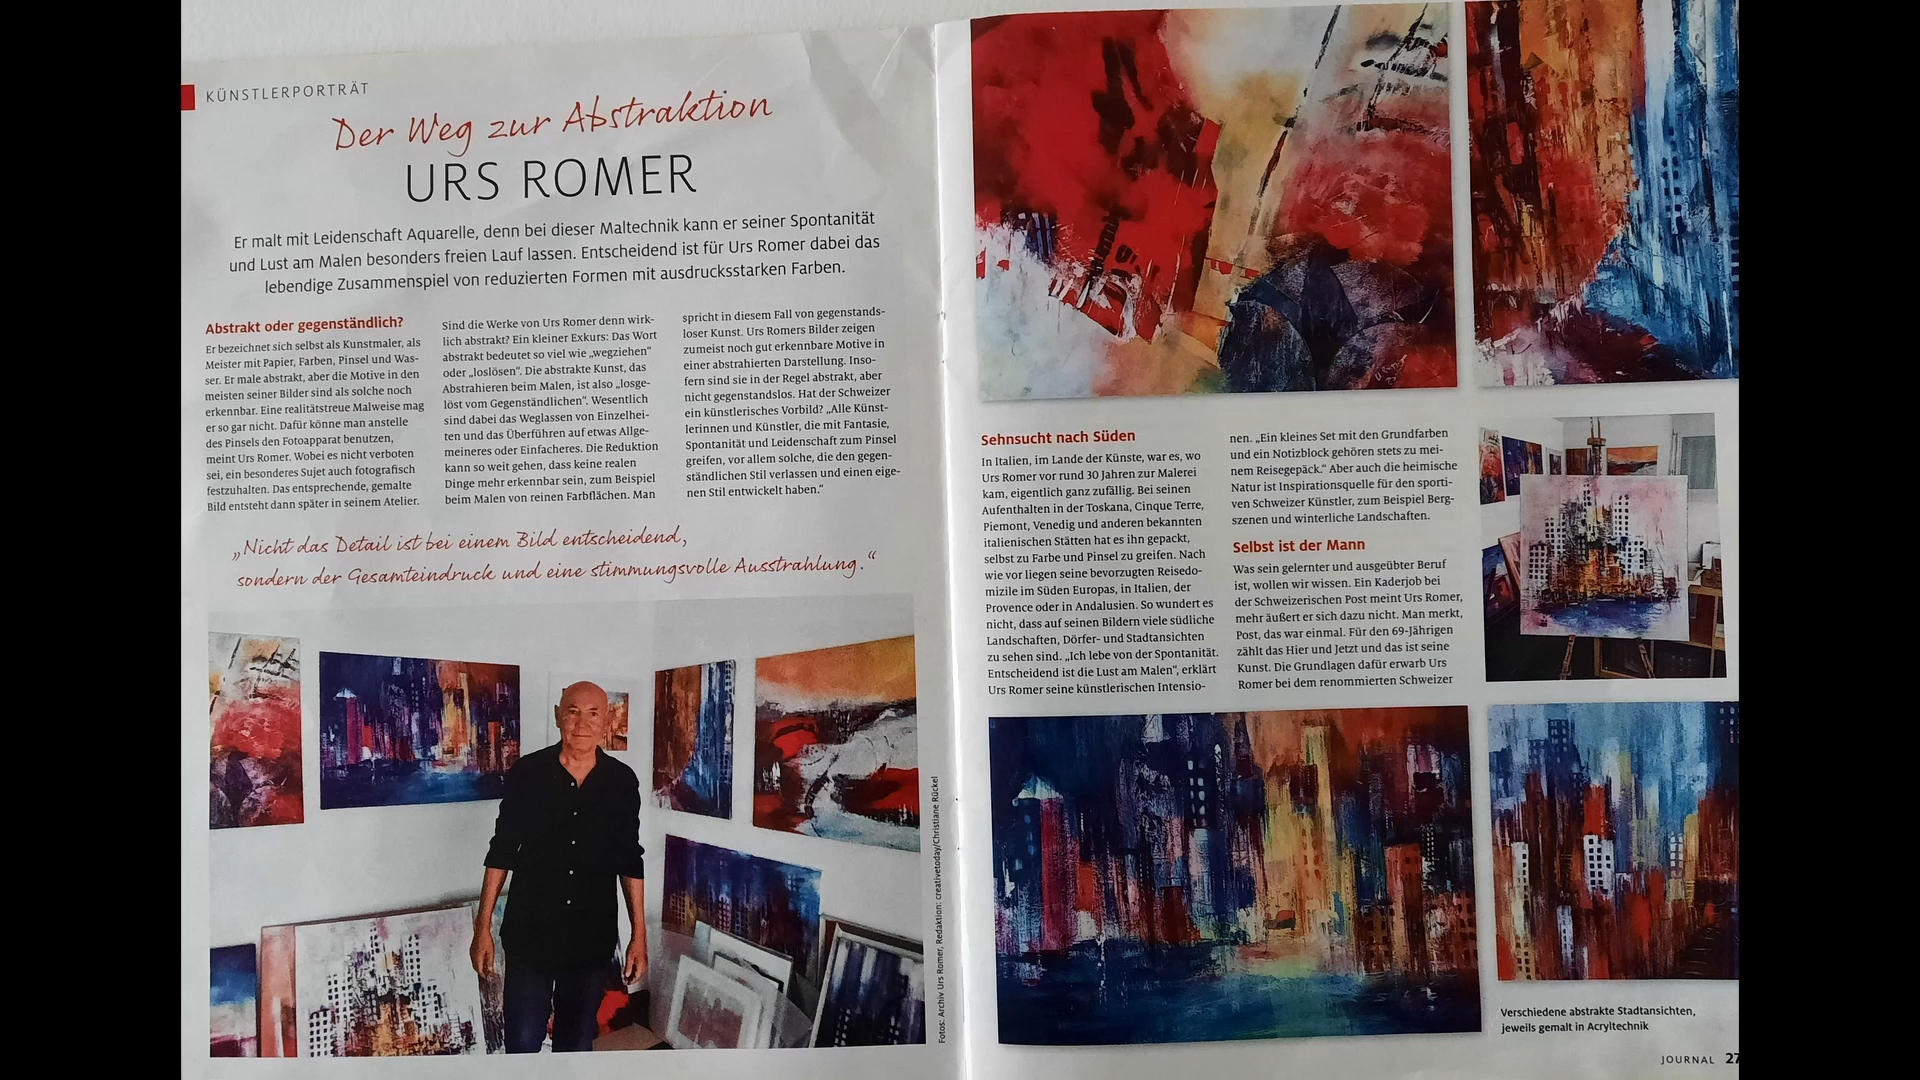 KÜNSTLERPORTRÄT
Der Weg zur Abstraktion
URS ROMER
Er malt mit Leidenschaft Aquarelle, denn bei dieser Maltechnik kann er seiner Spontanität
und Lust am Malen besonders freien Lauf lassen. Entscheidend ist für Urs Romer dabei das
lebendige Zusammenspiel von reduzierten Formen mit ausdrucksstarken Farben.
Abstrakt oder gegenständlich?
Er bezeichnet sich selbst als Kunstmaler, als
Meister mit Papier, Farben, Pinsel und Was-
ser. Er male abstrakt, aber die Motive in den
meisten seiner Bilder sind als solche noch
erkennbar. Eine realitätstreue Malweise mag
er so gar nicht. Dafür könne man anstelle
des Pinsels den Fotoapparat benutzen,
meint Urs Romer. Wobei es nicht verboten
sei, ein besonderes Sujet auch fotografisch
festzuhalten. Das entsprechende, gemalte
Bild entsteht dann später in seinem Atelier.
Sind die Werke von Urs Romer denn wirk-
lich abstrakt? Ein kleiner Exkurs: Das Wort
abstrakt bedeutet so viel wie „wegziehen“
oder „loslösen“. Die abstrakte Kunst, das
Abstrahieren beim Malen, ist also „losge-
löst vom Gegenständlichen“. Wesentlich
sind dabei das Weglassen von Einzelhei-
ten und das Überführen auf etwas Allge-
meineres oder Einfacheres. Die Reduktion
kann so weit gehen, dass keine realen
Dinge mehr erkennbar sein, zum Beispiel
beim Malen von reinen Farbflächen. Man
spricht in diesem Fall von gegenstands-
loser Kunst. Urs Romers Bilder zeigen
zumeist noch gut erkennbare Motive in
einer abstrahierten Darstellung. Inso-
fern sind sie in der Regel abstrakt, aber
nicht gegenstandslos. Hat der Schweizer
ein künstlerisches Vorbild? „Alle Künst-
lerinnen und Künstler, die mit Fantasie,
Spontanität und Leidenschaft zum Pinsel
greifen, vor allem solche, die den gegen-
ständlichen Stil verlassen und einen eige-
nen Stil entwickelt haben.“
„Nicht das Detail ist bei einem Bild entscheidend,
sondern der Gesamteindruck und eine stimmungsvolle Ausstrahlung.“
Fotos: Archiv Urs Romer, Redaktion: creativetoday/Christiane Rückel
Sehnsucht nach Süden
In Italien, im Lande der Künste, war es, wo
Urs Romer vor rund 30 Jahren zur Malerei
kam, eigentlich ganz zufällig. Bei seinen
Aufenthalten in der Toskana, Cinque Terre,
Piemont, Venedig und anderen bekannten
italienischen Stätten hat es ihn gepackt,
selbst zu Farbe und Pinsel zu greifen. Nach
wie vor liegen seine bevorzugten Reisedo-
mizile im Süden Europas, in Italien, der
Provence oder in Andalusien. So wundert es
nicht, dass auf seinen Bildern viele südliche
Landschaften, Dörfer- und Stadtansichten
zu sehen sind. „Ich lebe von der Spontanität.
Entscheidend ist die Lust am Malen“, erklärt
Urs Romer seine künstlerischen Intensio-
nen. „Ein kleines Set mit den Grundfarben
und ein Notizblock gehören stets zu mei-
nem Reisegepäck.“ Aber auch die heimische
Natur ist Inspirationsquelle für den sporti-
ven Schweizer Künstler, zum Beispiel Berg-
szenen und winterliche Landschaften.
Selbst ist der Mann
Was sein gelernter und ausgeübter Beruf
ist, wollen wir wissen. Ein Kaderjob bei
der Schweizerischen Post meint Urs Romer,
mehr äußert er sich dazu nicht. Man merkt,
Post, das war einmal. Für den 69-Jährigen
zählt das Hier und Jetzt und das ist seine
Kunst. Die Grundlagen dafür erwarb Urs
Romer bei dem renommierten Schweizer
Verschiedene abstrakte Stadtansichten,
jeweils gemalt in Acryltechnik
JOURNAL 27